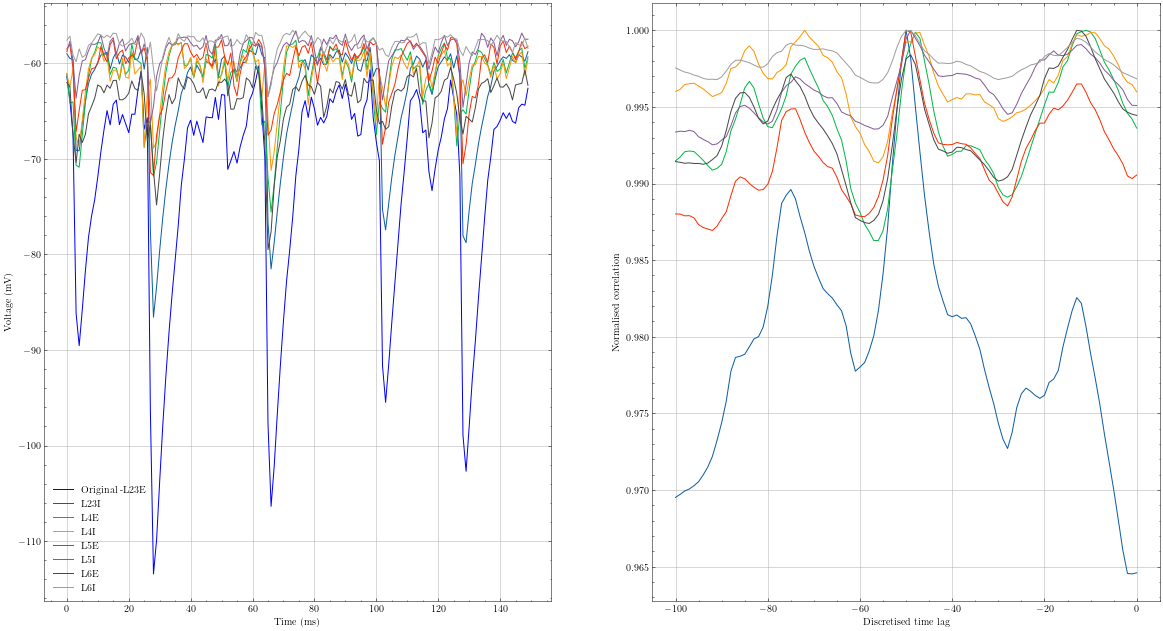 −60
−70
−80
−90
−100
−110
Voltage (mV)
Original -L23E
L23I
L4E
L4I
L5E
L5I
L6E
L6I
0 20 40 60 80 100 120 140
Time (ms)
1.000
0.995
0.990
0.985
0.980
0.975
0.970
0.965
Normalised correlation
−100 −80 −60 −40 −20 0
Discretised time lag